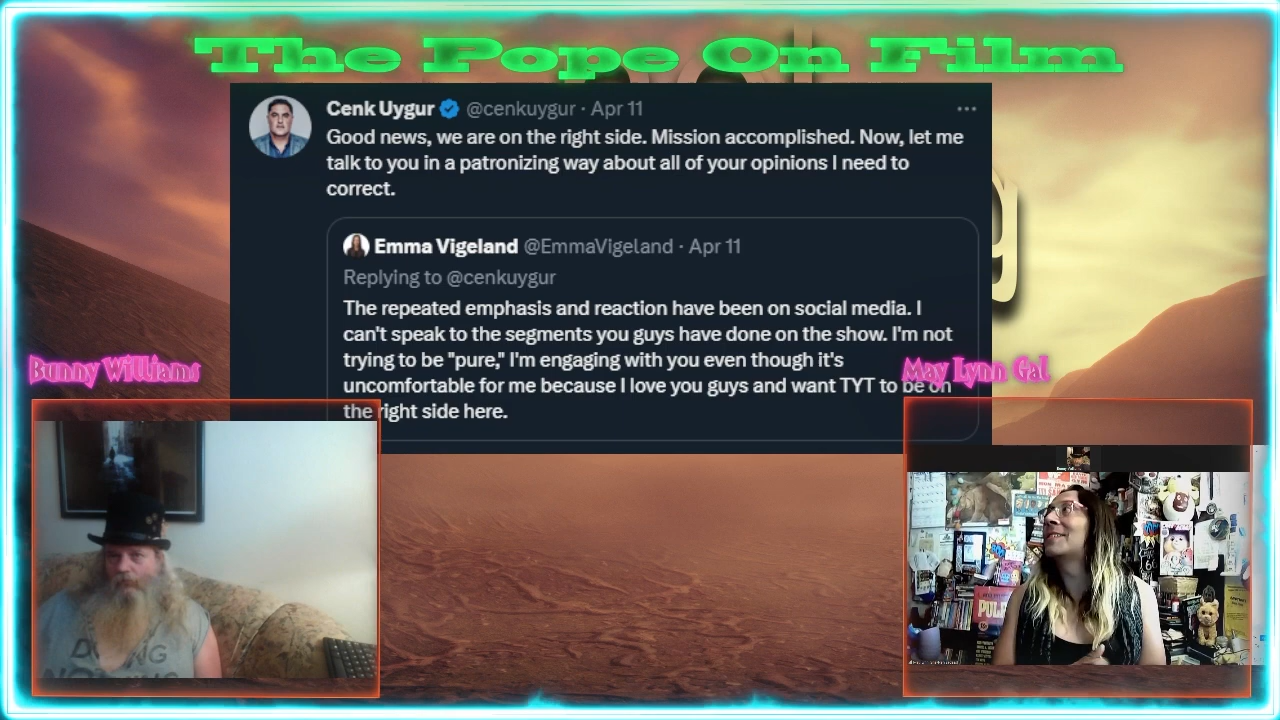 The Pope On Film
Cenk Uygur @cenkuygur · Apr 11
Good news, we are on the right side. Mission accomplished. Now, let me
talk to you in a patronizing way about all of your opinions I need to
correct.
Emma Vigeland @EmmaVigeland · Apr 11
Replying to @cenkuygur
The repeated emphasis and reaction have been on social media. I
can't speak to the segments you guys have done on the show. I'm not
trying to be "pure," I'm engaging with you even though it's
uncomfortable for me because I love you guys and want TYT to be on
the right side here.
g
Bunny Williams
May Lynn Gal
NOTHING
PULP